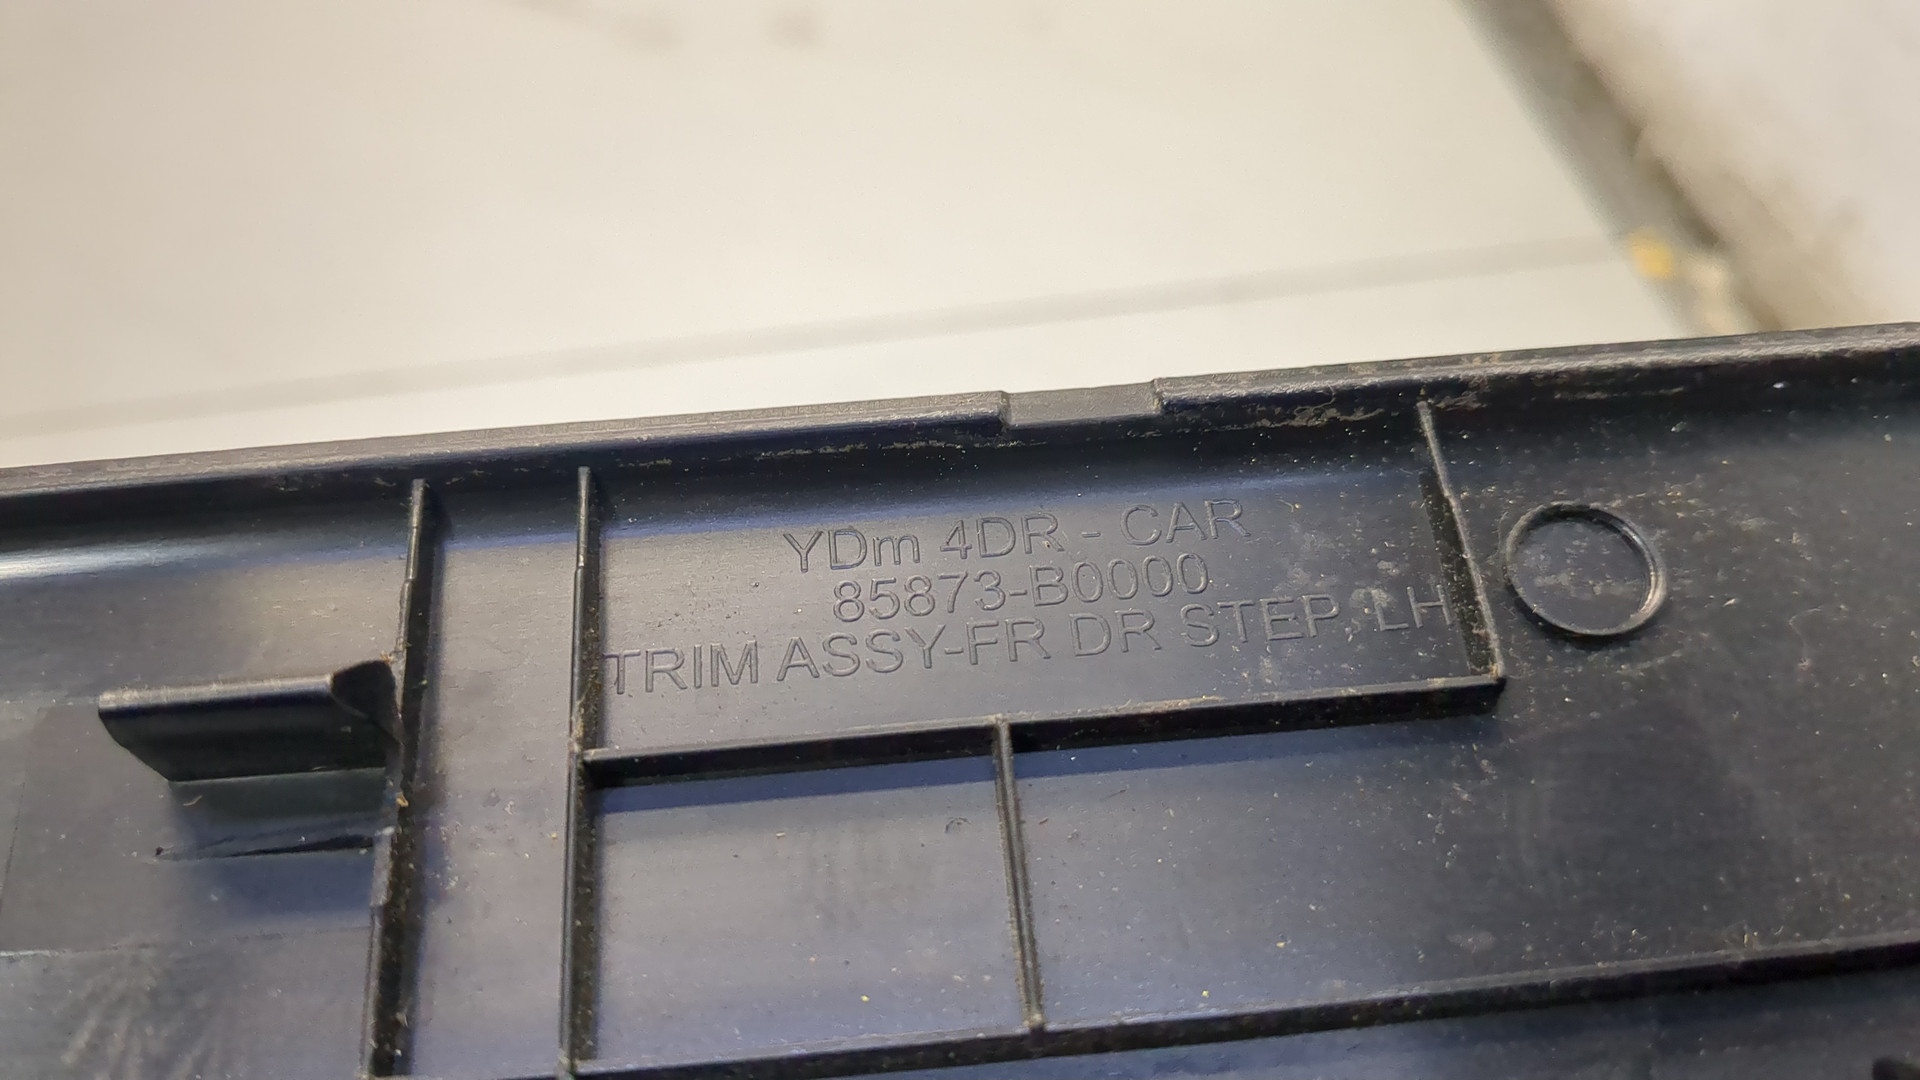 YDm 4DR - CAR
85873-B0000
TRIM ASSY-FR DR STEP, LH